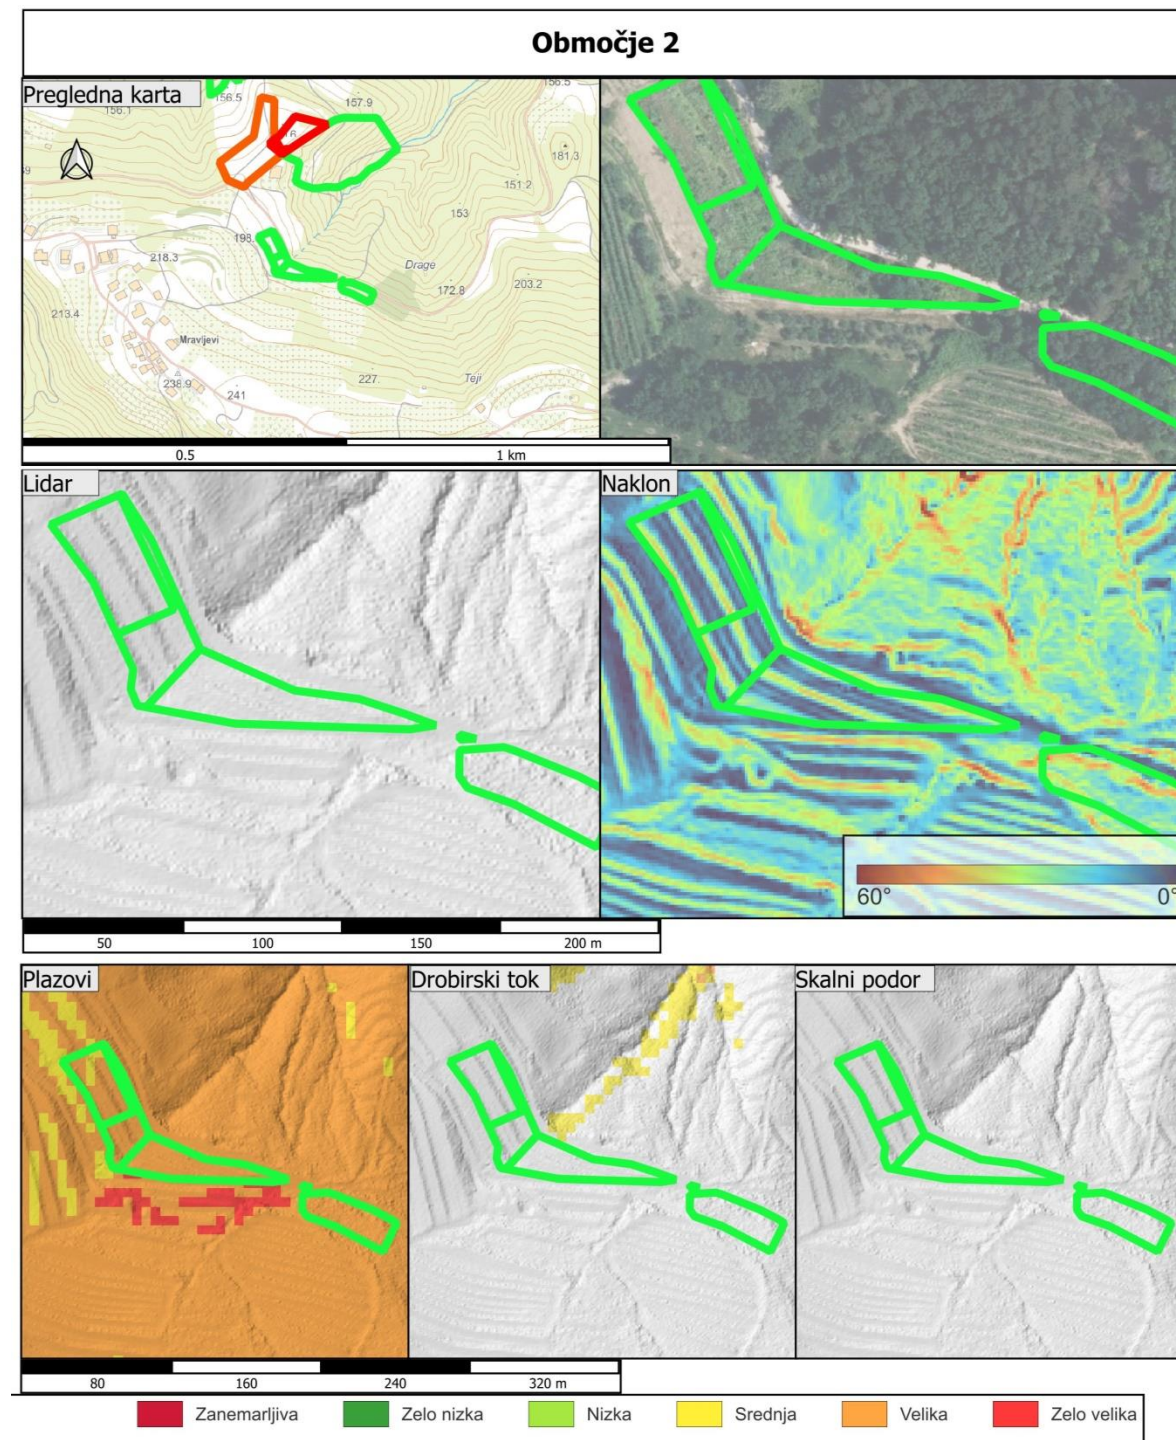 Območje 2
Pregledna karta
156.5
156.1
157.9
156.5
181.3
151.2
153
198.
218.3
Drage
172.8
203.2
213.4
Mravljevi
238.9
241
227.
Teji
0.5 1 km
Lidar
Naklon
60° 0°
50 100 150 200 m
Plazovi
Drobirski tok
Skalni podor
80 160 240 320 m
Zanemarljiva Zelo nizka Nizka Srednja Velika Zelo velika